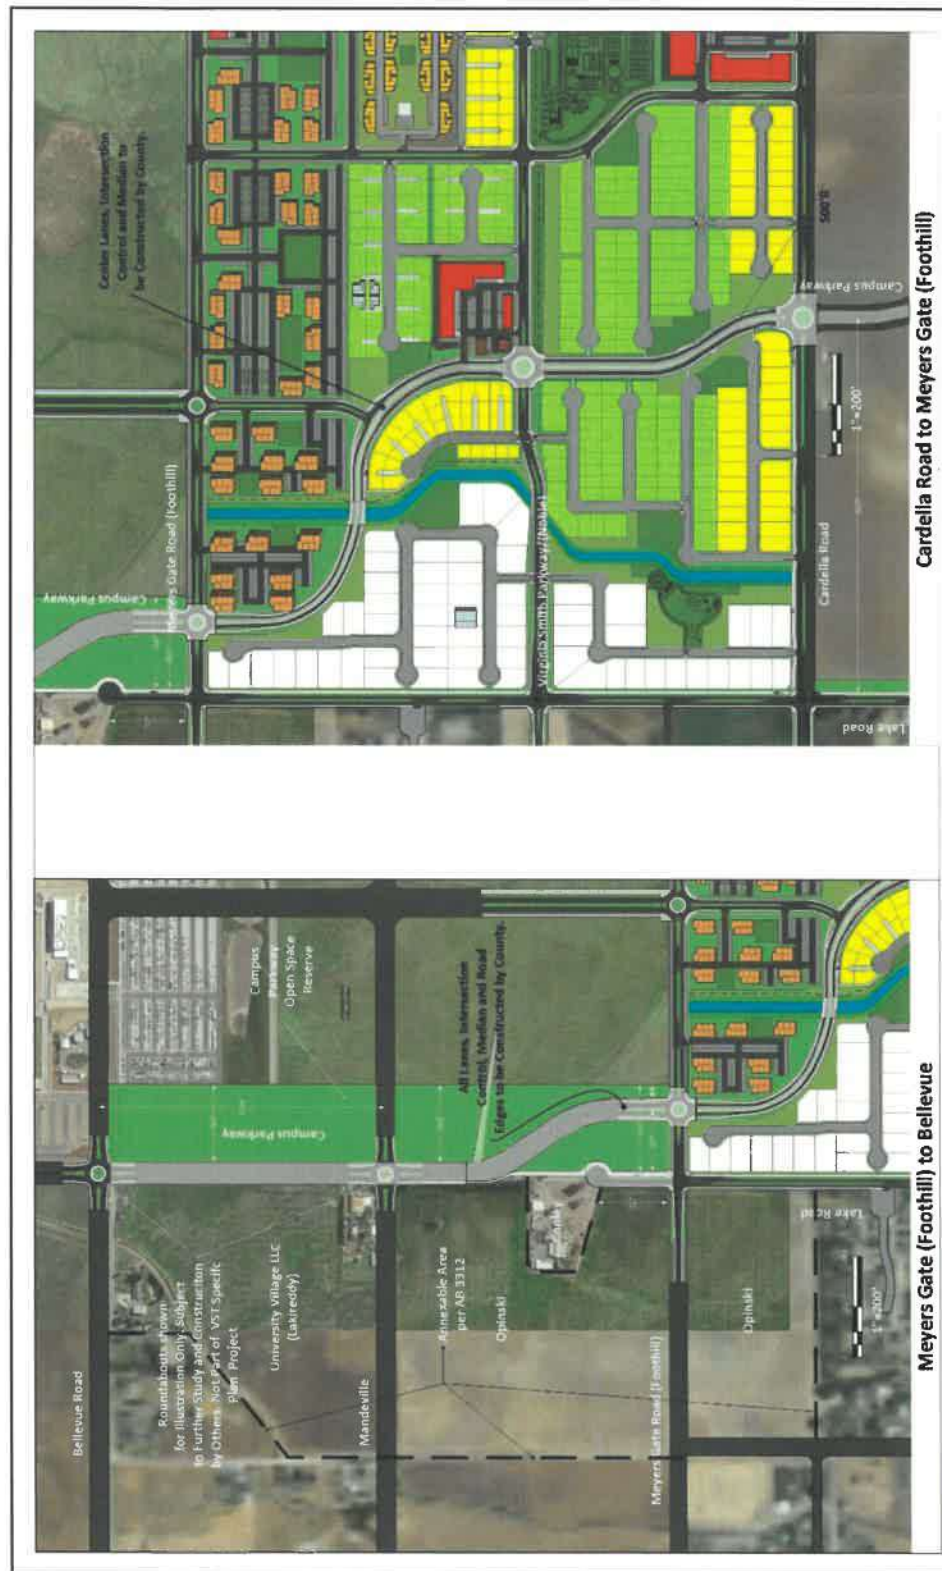 Center Lanes, Intersection
Control and Median to
be Constructed by County.
Campus Parkway
Meyers Gate Road (Foothill)
Virginia Smith Parkway/(Noble)
500'R
Campus Parkway
1"=200'
Cardella Road
Lake Road
Cardella Road to Meyers Gate (Foothill)
Bellevue Road
Roundabouts shown
for Illustration Only, Subject
to Further Study and Construction
by Others. Not Part of VST Specific
Plan Project
University Village LLC
(Lakireddy)
Mandeville
Campus
Parkway
Open Space
Reserve
Campus Parkway
All Lanes, Intersection
Control, Median and Road
Edges to be Constructed by County.
Annexable Area
per AB 3312
Opinski
Meyers Gate Road (Foothill)
Opinski
Lake Road
1"=200'
Meyers Gate (Foothill) to Bellevue